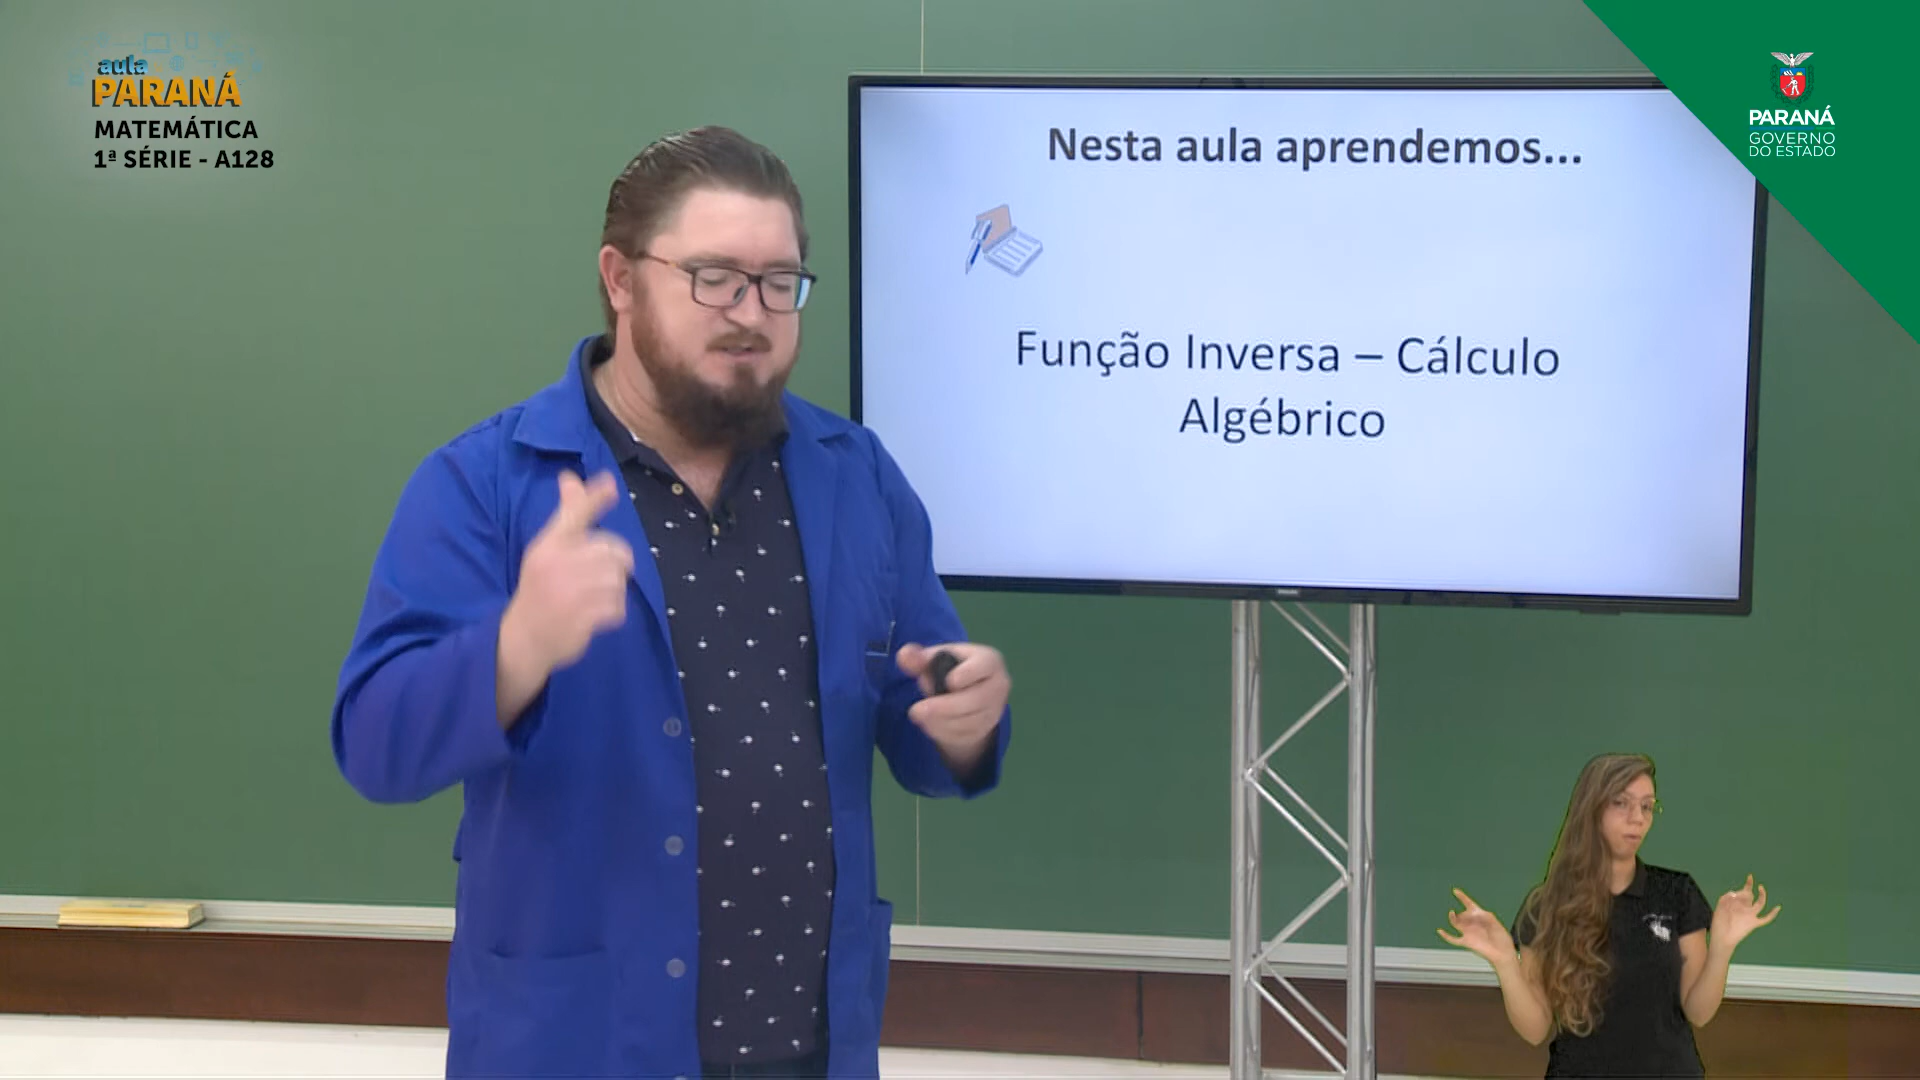 aula
PARANÁ
MATEMÁTICA
1ª SÉRIE - A128
Nesta aula aprendemos...
Função Inversa – Cálculo
Algébrico
PARANÁ
GOVERNO
DO ESTADO